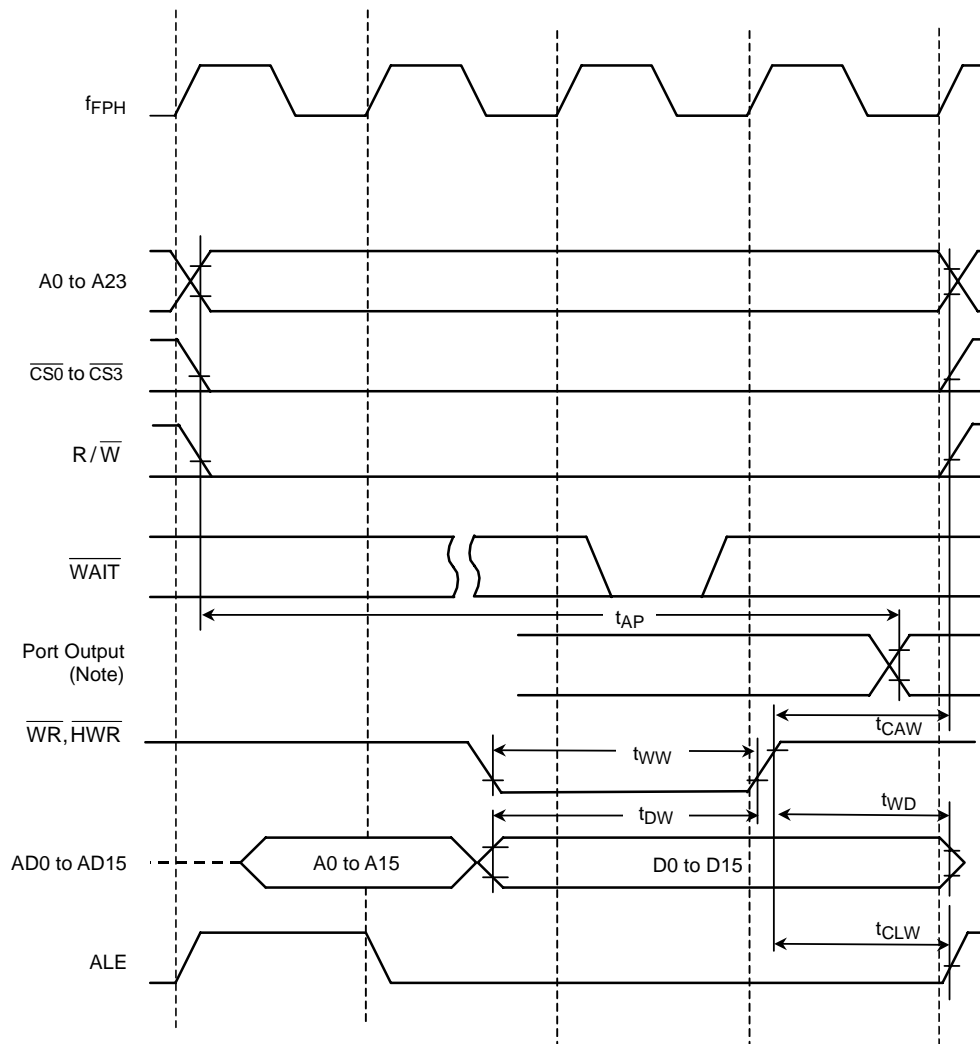 fFPH
A0 to A23
CS0 to CS3
R / W
WAIT
tAP
Port Output
(Note)
tCAW
WR, HWR
tWW
tWD
tDW
AD0 to AD15
A0 to A15
D0 to D15
tCLW
ALE